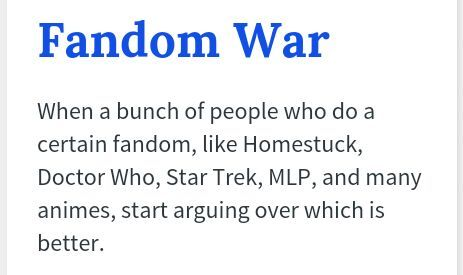 Fandom War
When a bunch of people who do a
certain fandom, like Homestuck,
Doctor Who, Star Trek, MLP, and many
animes, start arguing over which is
better.